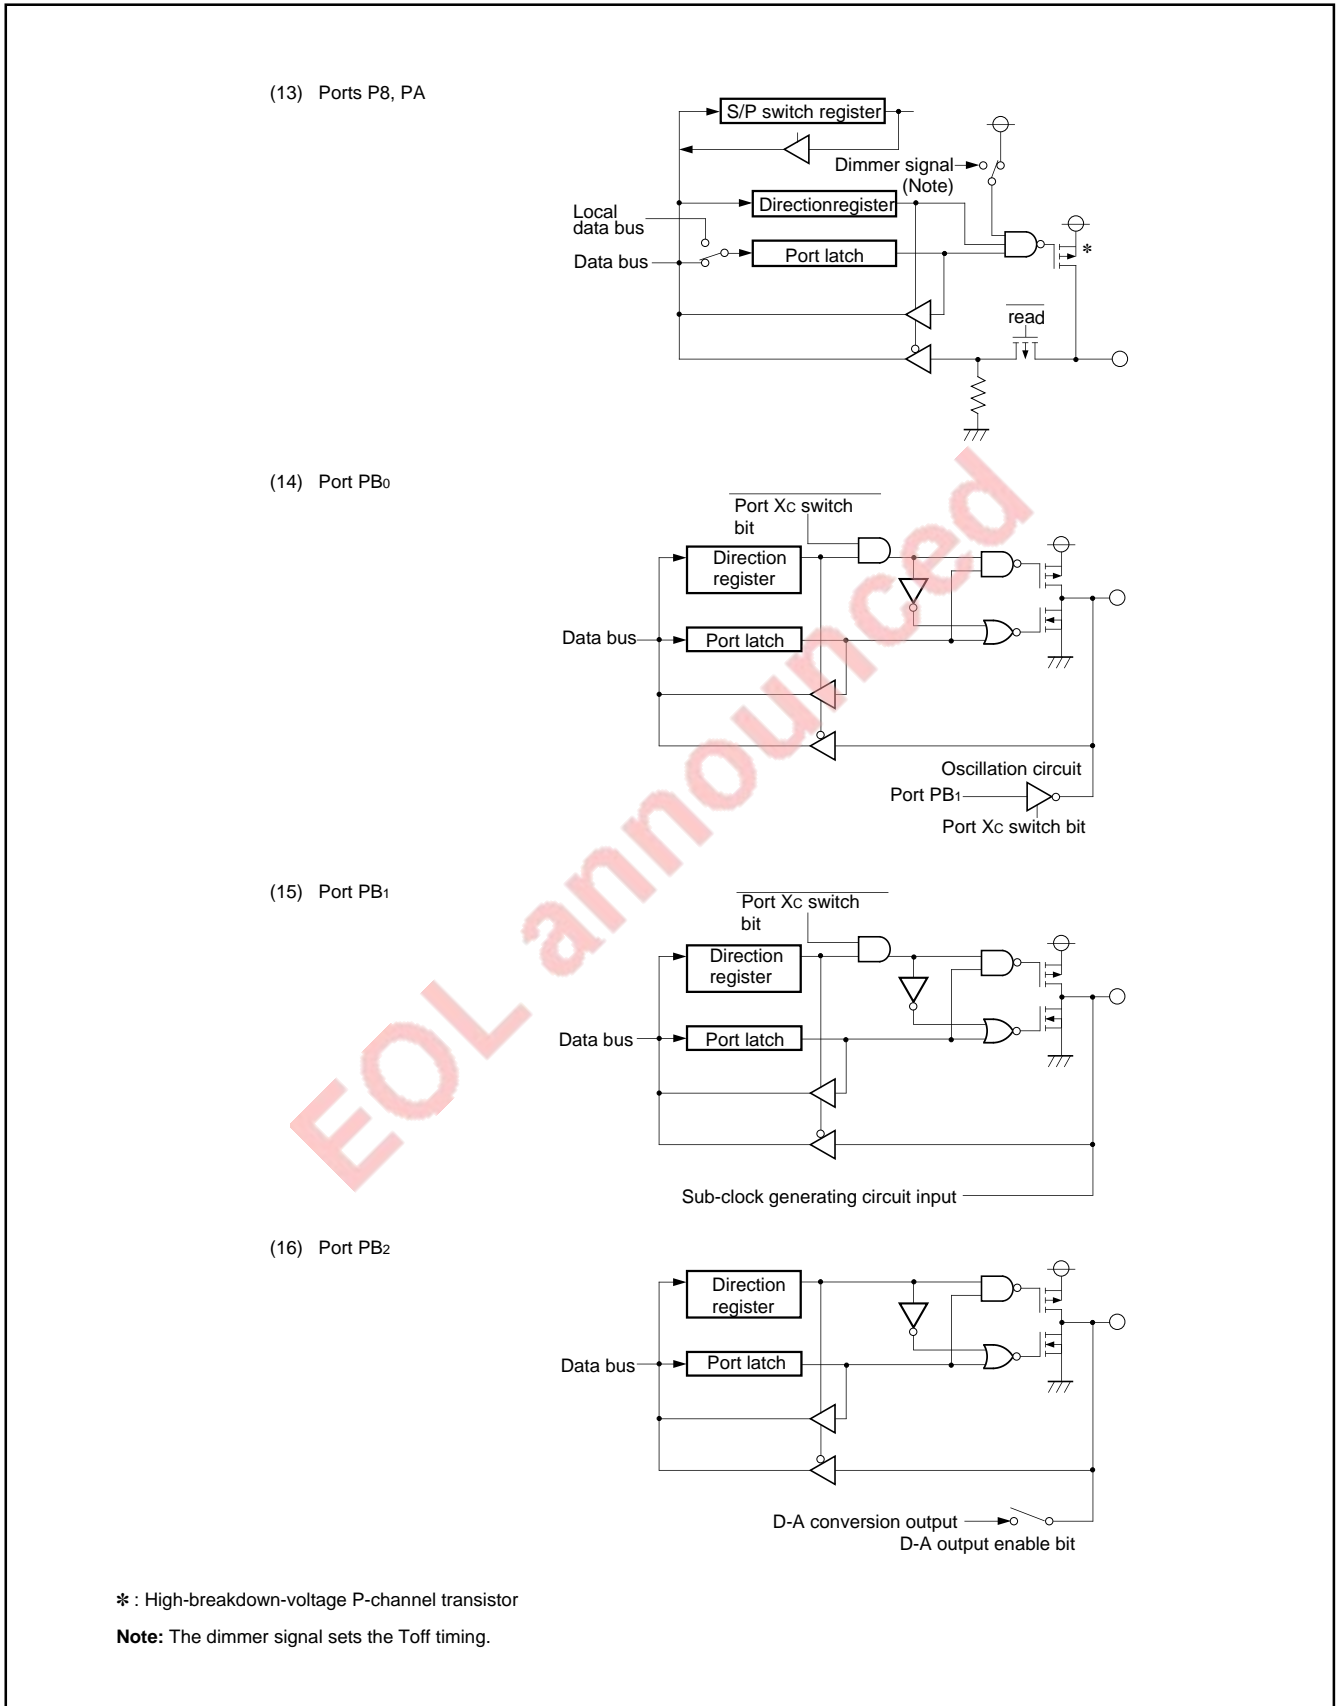 (13) Ports P8, PA
S/P switch register
Dimmer signal
(Note)
Directionregister
Local
data bus
Port latch
Data bus
*
read
(14) Port PB0
Port XC switch
bit
Direction
register
Data bus
Port latch
Oscillation circuit
Port PB1
Port XC switch bit
(15) Port PB1
Port XC switch
bit
Direction
register
Data bus
Port latch
Sub-clock generating circuit input
(16) Port PB2
Direction
register
Data bus
Port latch
D-A conversion output
D-A output enable bit
* : High-breakdown-voltage P-channel transistor
Note: The dimmer signal sets the Toff timing.
EOL announced